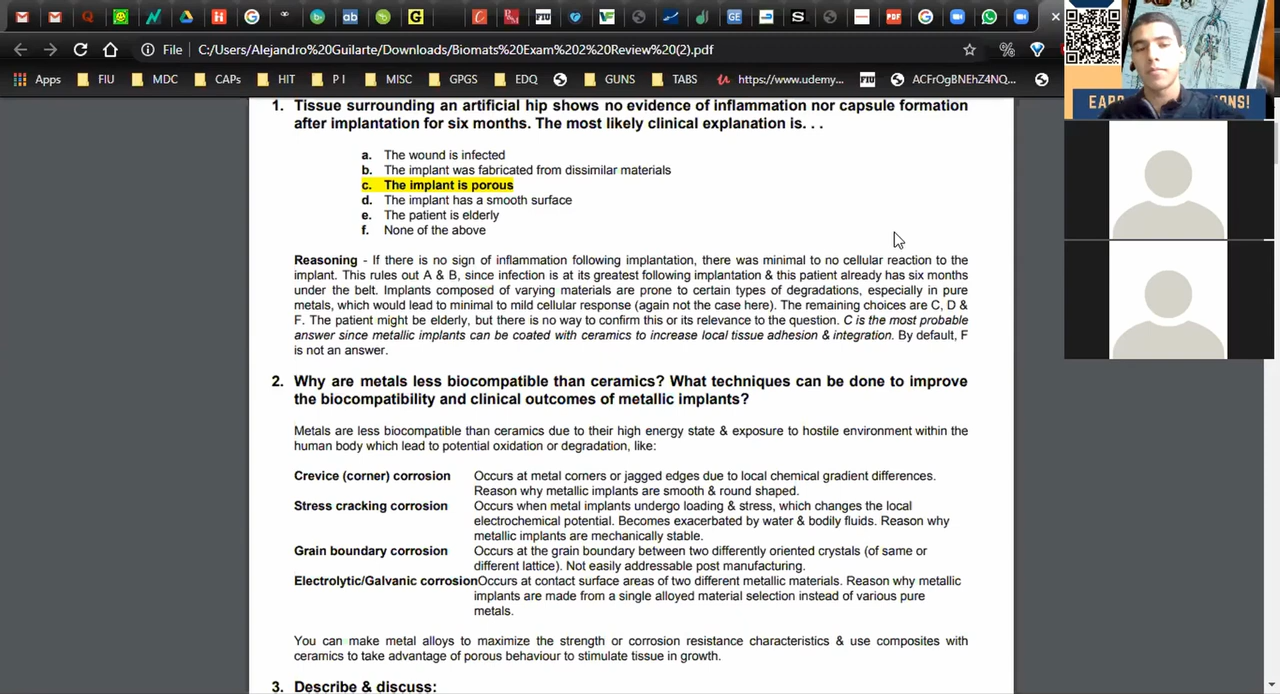 File
C:/Users/Alejandro%20Guilarte/Downloads/Biomats%20Exam%202%20Review%20(2).pdf
Apps FIU MDC CAPs HIT P I MISC GPGS EDQ GUNS TABS https://www.udemy... ACFrOgBNEhZ4NQ...
1. Tissue surrounding an artificial hip shows no evidence of inflammation nor capsule formation
after implantation for six months. The most likely clinical explanation is. . .
a. The wound is infected
b. The implant was fabricated from dissimilar materials
c. The implant is porous
d. The implant has a smooth surface
e. The patient is elderly
f. None of the above
Reasoning - If there is no sign of inflammation following implantation, there was minimal to no cellular reaction to the
implant. This rules out A & B, since infection is at its greatest following implantation & this patient already has six months
under the belt. Implants composed of varying materials are prone to certain types of degradations, especially in pure
metals, which would lead to minimal to mild cellular response (again not the case here). The remaining choices are C, D &
F. The patient might be elderly, but there is no way to confirm this or its relevance to the question. C is the most probable
answer since metallic implants can be coated with ceramics to increase local tissue adhesion & integration. By default, F
is not an answer.
2. Why are metals less biocompatible than ceramics? What techniques can be done to improve
the biocompatibility and clinical outcomes of metallic implants?
Metals are less biocompatible than ceramics due to their high energy state & exposure to hostile environment within the
human body which lead to potential oxidation or degradation, like:
Crevice (corner) corrosion Occurs at metal corners or jagged edges due to local chemical gradient differences.
Reason why metallic implants are smooth & round shaped.
Stress cracking corrosion Occurs when metal implants undergo loading & stress, which changes the local
electrochemical potential. Becomes exacerbated by water & bodily fluids. Reason why
metallic implants are mechanically stable.
Grain boundary corrosion Occurs at the grain boundary between two differently oriented crystals (of same or
different lattice). Not easily addressable post manufacturing.
Electrolytic/Galvanic corrosionOccurs at contact surface areas of two different metallic materials. Reason why metallic
implants are made from a single alloyed material selection instead of various pure
metals.
You can make metal alloys to maximize the strength or corrosion resistance characteristics & use composites with
ceramics to take advantage of porous behaviour to stimulate tissue in growth.
3. Describe & discuss: